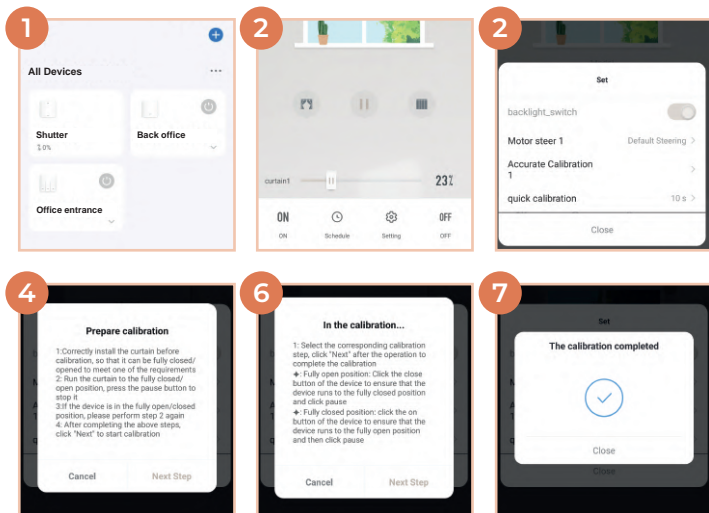 1
All Devices
...
Shutter
Back office
Office entrance
2
curtain1
23%
ON
OFF
ON
Schedule
Setting
OFF
2
Set
backlight_switch
Motor steer 1
Default Steering >
Accurate Calibration
1
>
quick calibration
10 s >
Close
4
Prepare calibration
1:Correctly install the curtain before
calibration, so that it can be fully closed/
opened to meet one of the requirements
2: Run the curtain to the fully closed/
open position, press the pause button to
stop it
3:If the device is in the fully open/closed
position, please perform step 2 again
4: After completing the above steps,
click "Next" to start calibration
Cancel
Next Step
6
In the calibration...
1: Select the corresponding calibration
step, click "Next" after the operation to
complete the calibration
: Fully open position: Click the close
button of the device to ensure that the
device runs to the fully closed position
and click pause
: Fully closed position: click the on
button of the device to ensure that the
device runs to the fully open position
and then click pause
Cancel
Next Step
7
Set
The calibration completed
Close
Close